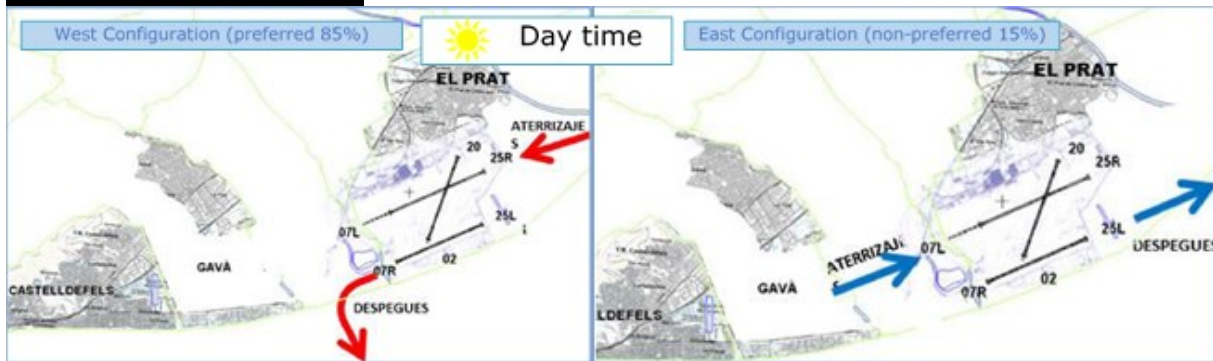 West Configuration (preferred 85%)
Day time
East Configuration (non-preferred 15%)
EL PRAT
ATERRIZAJE
S
20
25R
25L
07L
07R
02
GAVÀ
CASTELLDEFELS
DESPEGUES
EL PRAT
20
25R
25L
07L
ATERRIZAJE
S
DESPEGUES
GAVÀ
07R
02
LLDEFELS